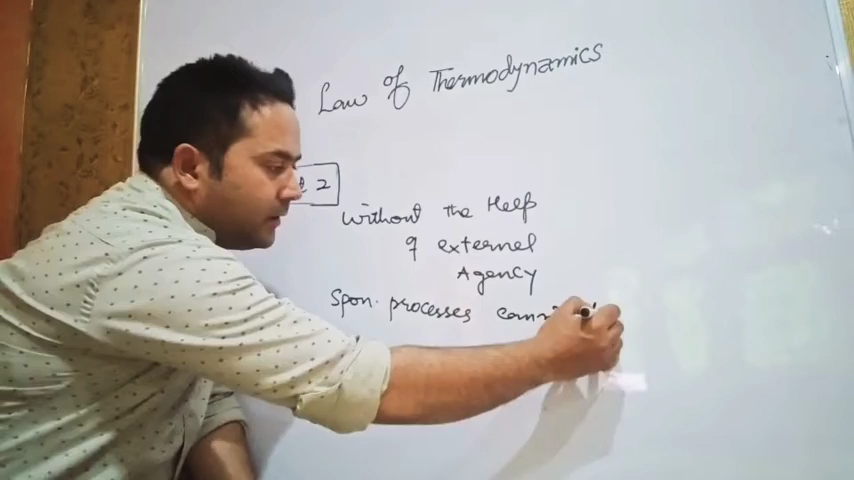 Law of Thermodynamics
2
Without the Help
of external
Agency
Spon. processes